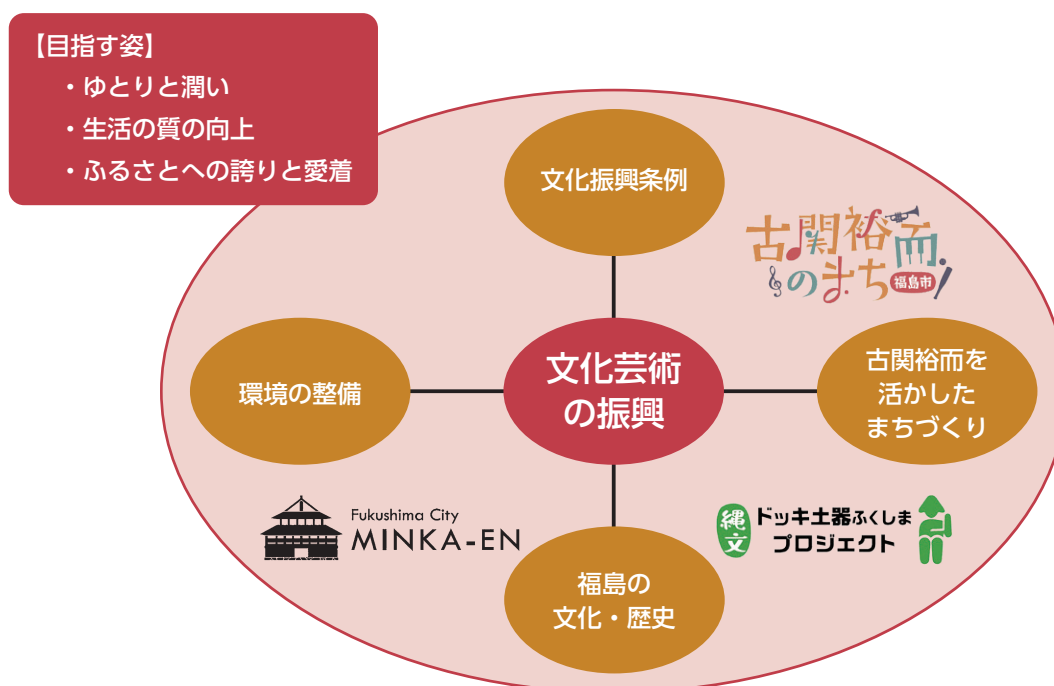 【目指す姿】
・ゆとりと潤い
・生活の質の向上
・ふるさとへの誇りと愛着
文化振興条例
古関裕而
のまち
福島市
環境の整備
文化芸術
の振興
古関裕而を
活かした
まちづくり
Fukushima City
MINKA-EN
縄文
ドッキ土器ふくしま
プロジェクト
福島の
文化・歴史